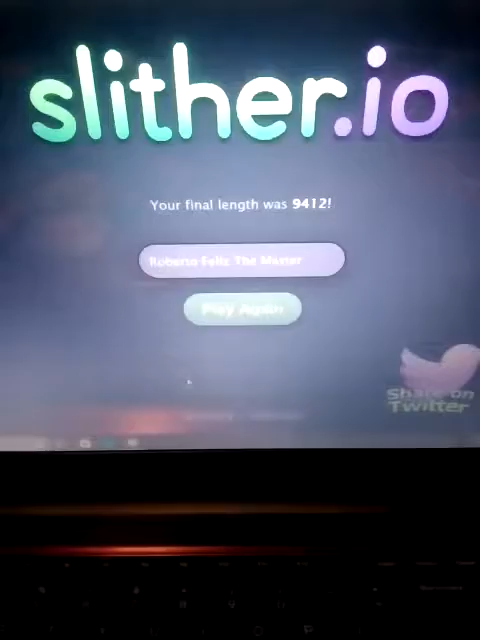 slither.io
Your final length was 9412!
Roberto Feliz The Master
Play Again
Share on
Twitter